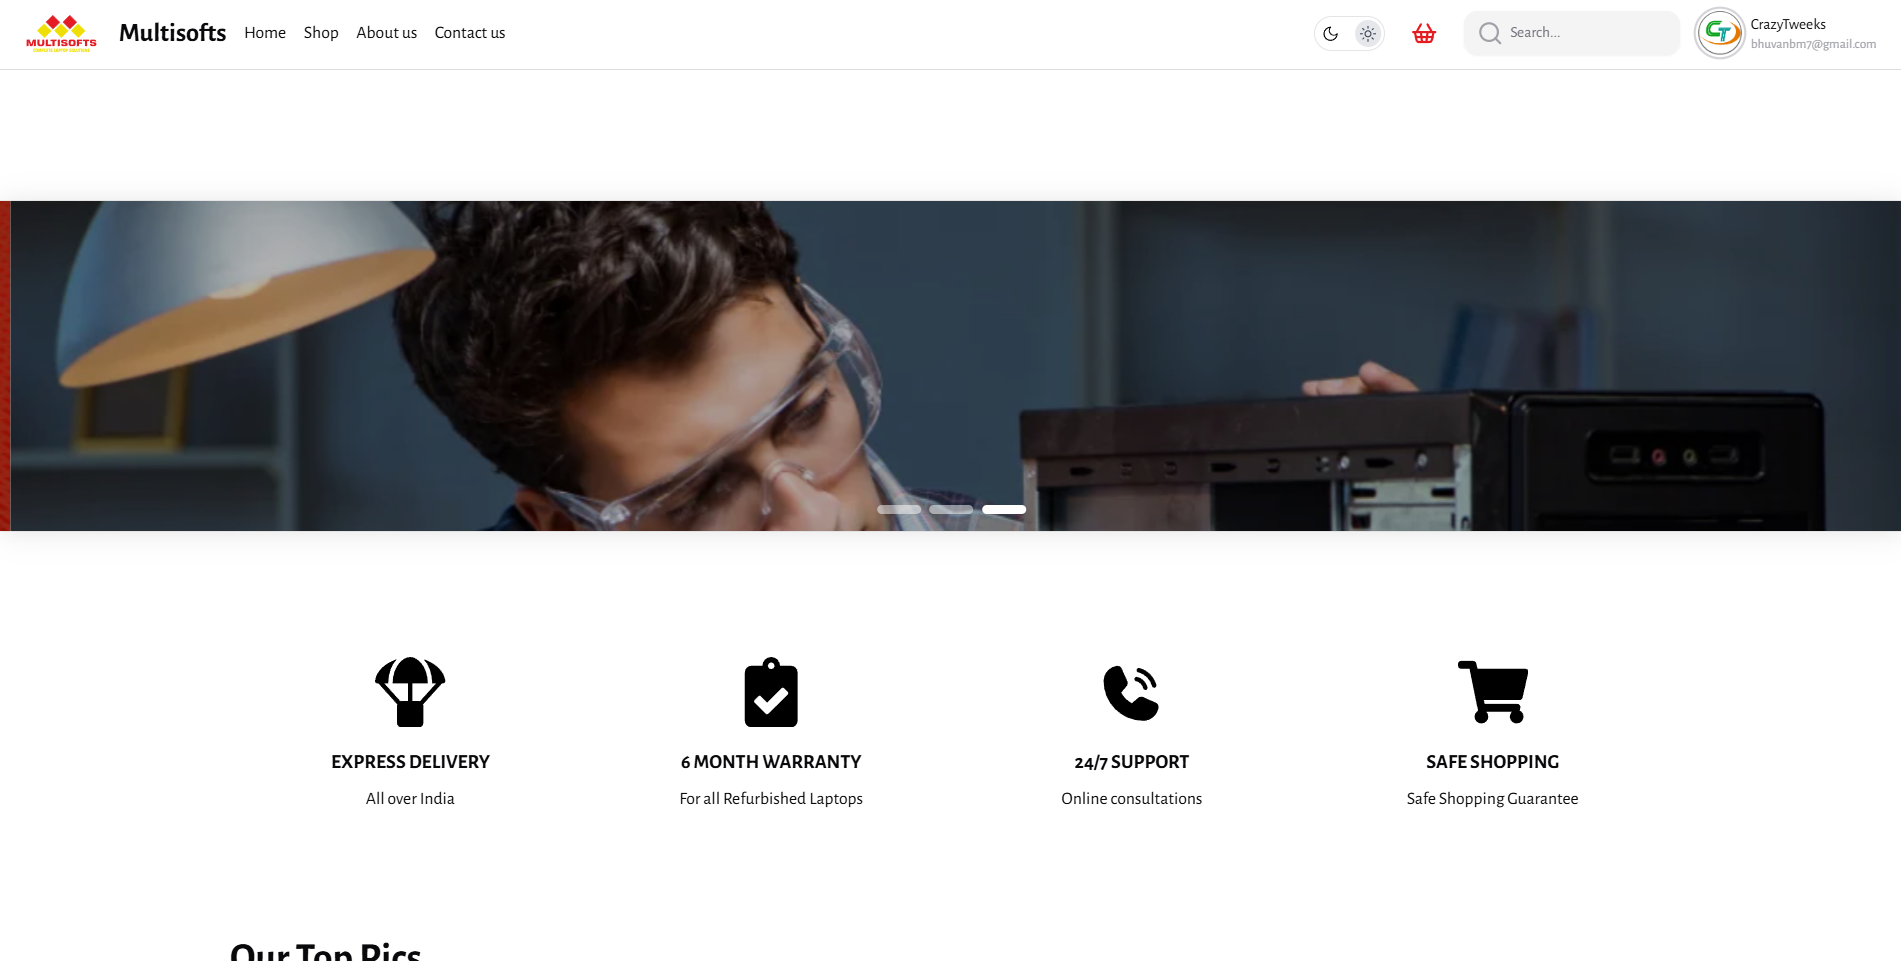 MULTISOFTS
Multisofts
Home
Shop
About us
Contact us
Search...
CT
CrazyTweeks
bhuvanbm7@gmail.com
EXPRESS DELIVERY
All over India
6 MONTH WARRANTY
For all Refurbished Laptops
24/7 SUPPORT
Online consultations
SAFE SHOPPING
Safe Shopping Guarantee
Our Top Pics